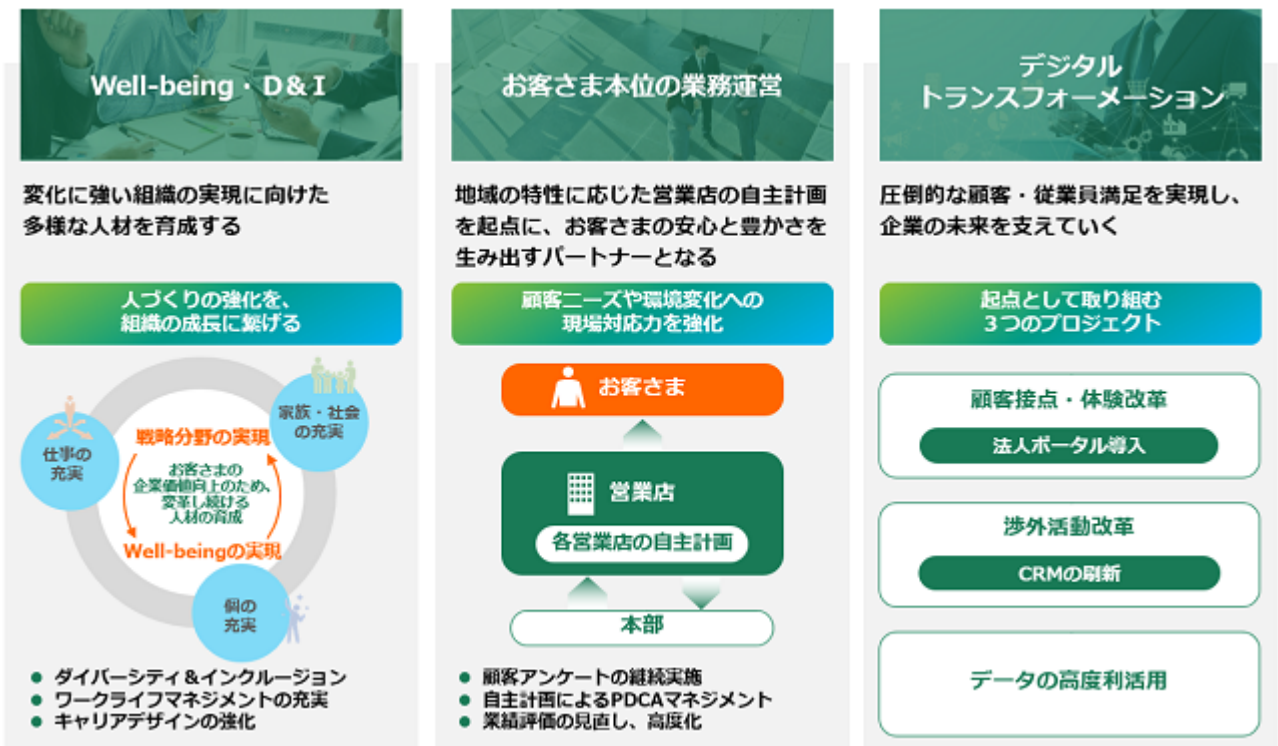 Well-being・D&I
変化に強い組織の実現に向けた
多様な人材を育成する
人づくりの強化を、
組織の成長に繋げる
家族・社会
の充実
仕事の
充実
戦略分野の実現
お客さまの
企業価値向上のため、
変革し続ける
人材の育成
Well-beingの実現
個の
充実
ダイバーシティ&インクルージョン
ワークライフマネジメントの充実
キャリアデザインの強化
お客さま本位の業務運営
地域の特性に応じた営業店の自主計画
を起点に、お客さまの安心と豊かさを
生み出すパートナーとなる
顧客ニーズや環境変化への
現場対応力を強化
お客さま
営業店
各営業店の自主計画
本部
顧客アンケートの継続実施
自主計画によるPDCAマネジメント
業績評価の見直し、高度化
デジタル
トランスフォーメーション
圧倒的な顧客・従業員満足を実現し、
企業の未来を支えていく
起点として取り組む
3つのプロジェクト
顧客接点・体験改革
法人ポータル導入
渉外活動改革
CRMの刷新
データの高度利活用